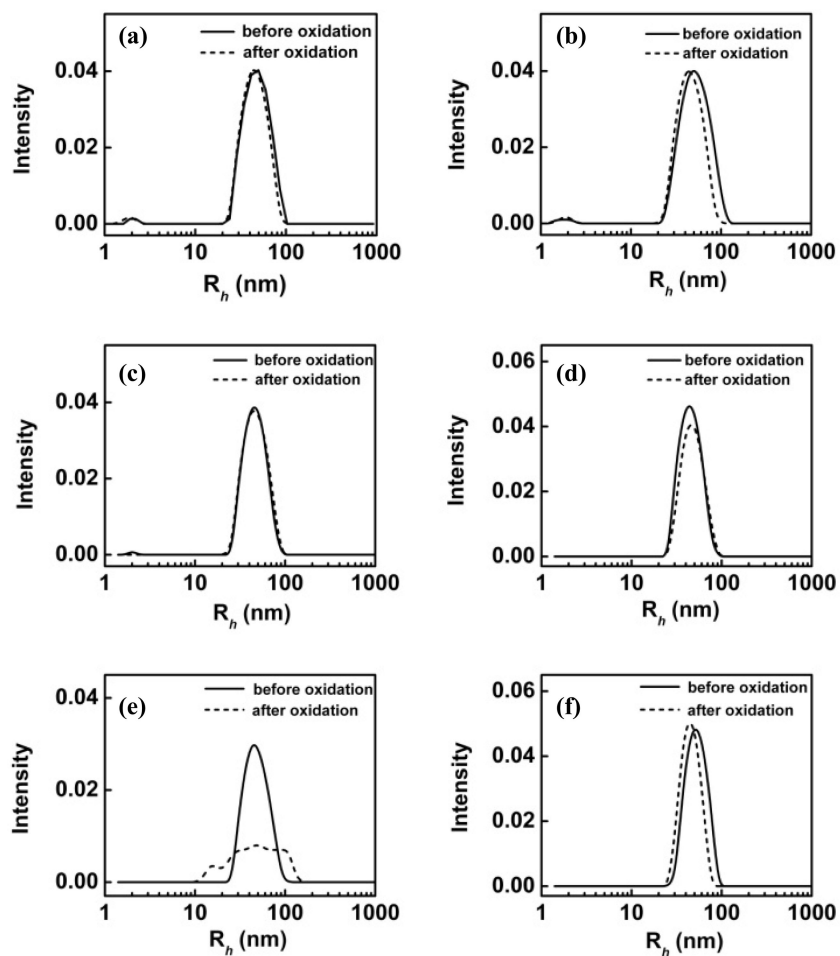 (a)
before oxidation
after oxidation
Intensity
0.04
0.02
0.00
1 10 100 1000
R_h (nm)
(b)
before oxidation
after oxidation
Intensity
0.04
0.02
0.00
1 10 100 1000
R_h (nm)
(c)
before oxidation
after oxidation
Intensity
0.04
0.02
0.00
1 10 100 1000
R_h (nm)
(d)
before oxidation
after oxidation
Intensity
0.06
0.04
0.02
0.00
1 10 100 1000
R_h (nm)
(e)
before oxidation
after oxidation
Intensity
0.04
0.02
0.00
1 10 100 1000
R_h (nm)
(f)
before oxidation
after oxidation
Intensity
0.06
0.04
0.02
0.00
1 10 100 1000
R_h (nm)